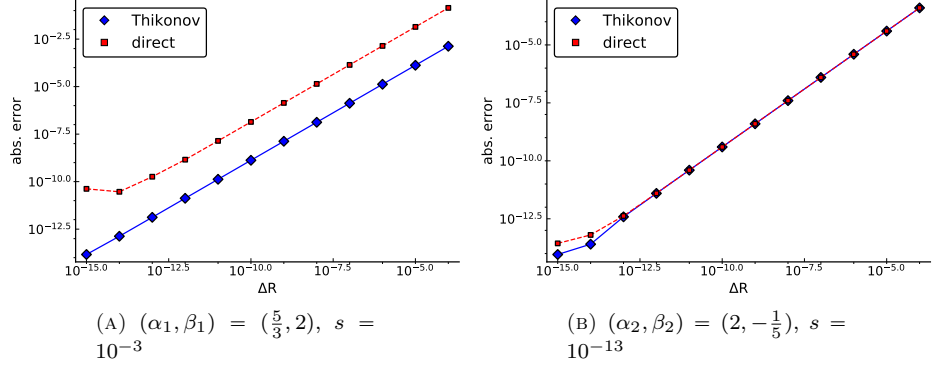 Thikonov
direct
10^−2.5
10^−5.0
10^−7.5
10^−10.0
10^−12.5
abs. error
10^−15.0 10^−12.5 10^−10.0 10^−7.5 10^−5.0
ΔR
(A) (α₁, β₁) = (5/3, 2), s =
10^−3
Thikonov
direct
10^−5.0
10^−7.5
10^−10.0
10^−12.5
abs. error
10^−15.0 10^−12.5 10^−10.0 10^−7.5 10^−5.0
ΔR
(B) (α₂, β₂) = (2, −1/5), s =
10^−13